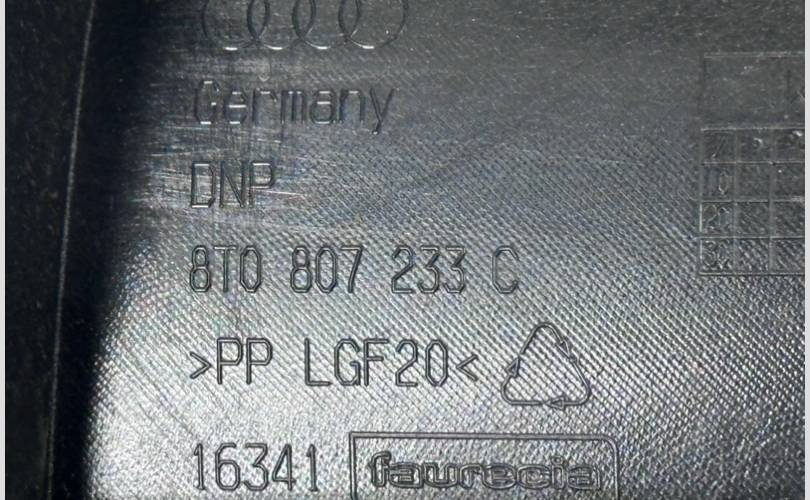 Germany
DNP
8T0 807 233 C
>PP LGF20<
16341 faurecia